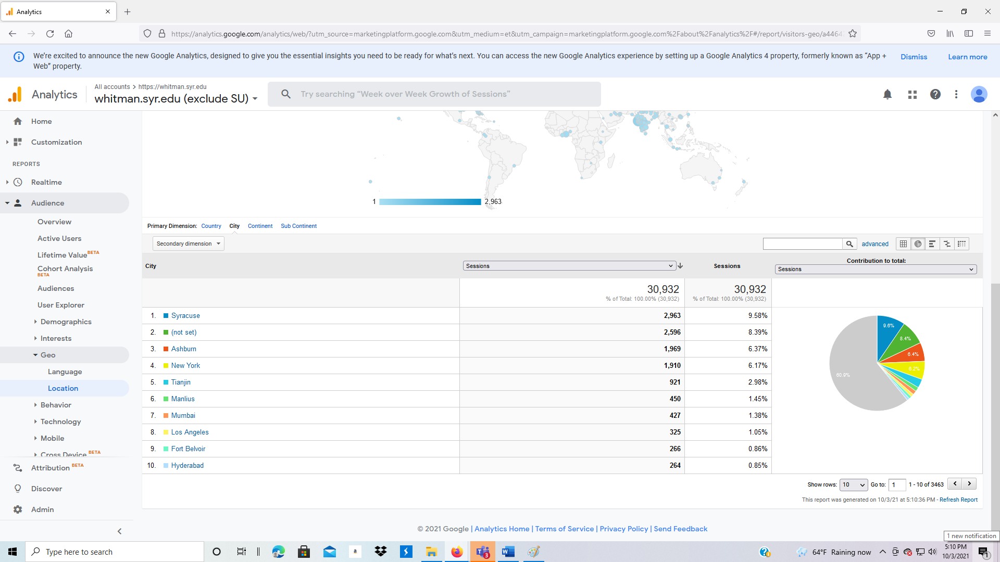 Analytics
https://analytics.google.com/analytics/web/?utm_source=marketingplatform.google.com&utm_medium=et&utm_campaign=marketingplatform.google.com%2Fabout%2Fanalytics%2F#/report/visitors-geo/a4464
We're excited to announce the new Google Analytics, designed to give you the essential insights you need to be ready for what's next. You can access the new Google Analytics experience by setting up a Google Analytics 4 property, formerly known as "App +
Web" property.
Dismiss
Learn more
Analytics
All accounts > https://whitman.syr.edu
whitman.syr.edu (exclude SU)
Try searching "Week over Week Growth of Sessions"
Home
Customization
REPORTS
Realtime
Audience
Overview
Active Users
Lifetime Value BETA
Cohort Analysis
BETA
Audiences
User Explorer
Demographics
Interests
Geo
Language
Location
Behavior
Technology
Mobile
Cross Device BETA
Attribution BETA
Discover
Admin
1 2,963
Primary Dimension: Country City Continent Sub Continent
Secondary dimension
advanced
City Sessions Sessions Contribution to total:
Sessions
30,932 30,932
% of Total: 100.00% (30,932) % of Total: 100.00% (30,932)
1. Syracuse 2,963 9.58%
2. (not set) 2,596 8.39%
3. Ashburn 1,969 6.37%
4. New York 1,910 6.17%
5. Tianjin 921 2.98%
6. Manlius 450 1.45%
7. Mumbai 427 1.38%
8. Los Angeles 325 1.05%
9. Fort Belvoir 266 0.86%
10. Hyderabad 264 0.85%
9.6%
8.4%
6.4%
6.2%
60.9%
Show rows: 10 Go to: 1 1 - 10 of 3463
This report was generated on 10/3/21 at 5:10:36 PM - Refresh Report
© 2021 Google | Analytics Home | Terms of Service | Privacy Policy | Send Feedback
1 new notification
Type here to search
a
3
64°F Raining now
5:10 PM
10/3/2021
1